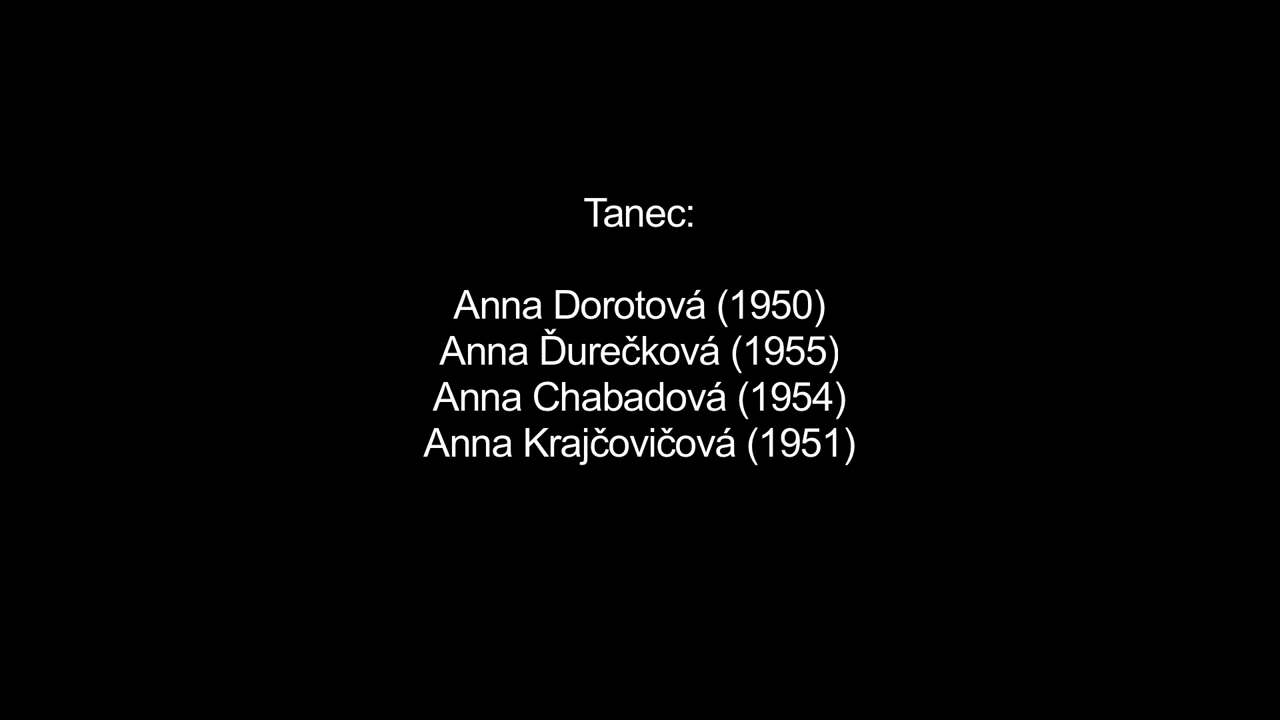 Tanec:
Anna Dorotová (1950)
Anna Ďurečková (1955)
Anna Chabadová (1954)
Anna Krajčovičová (1951)